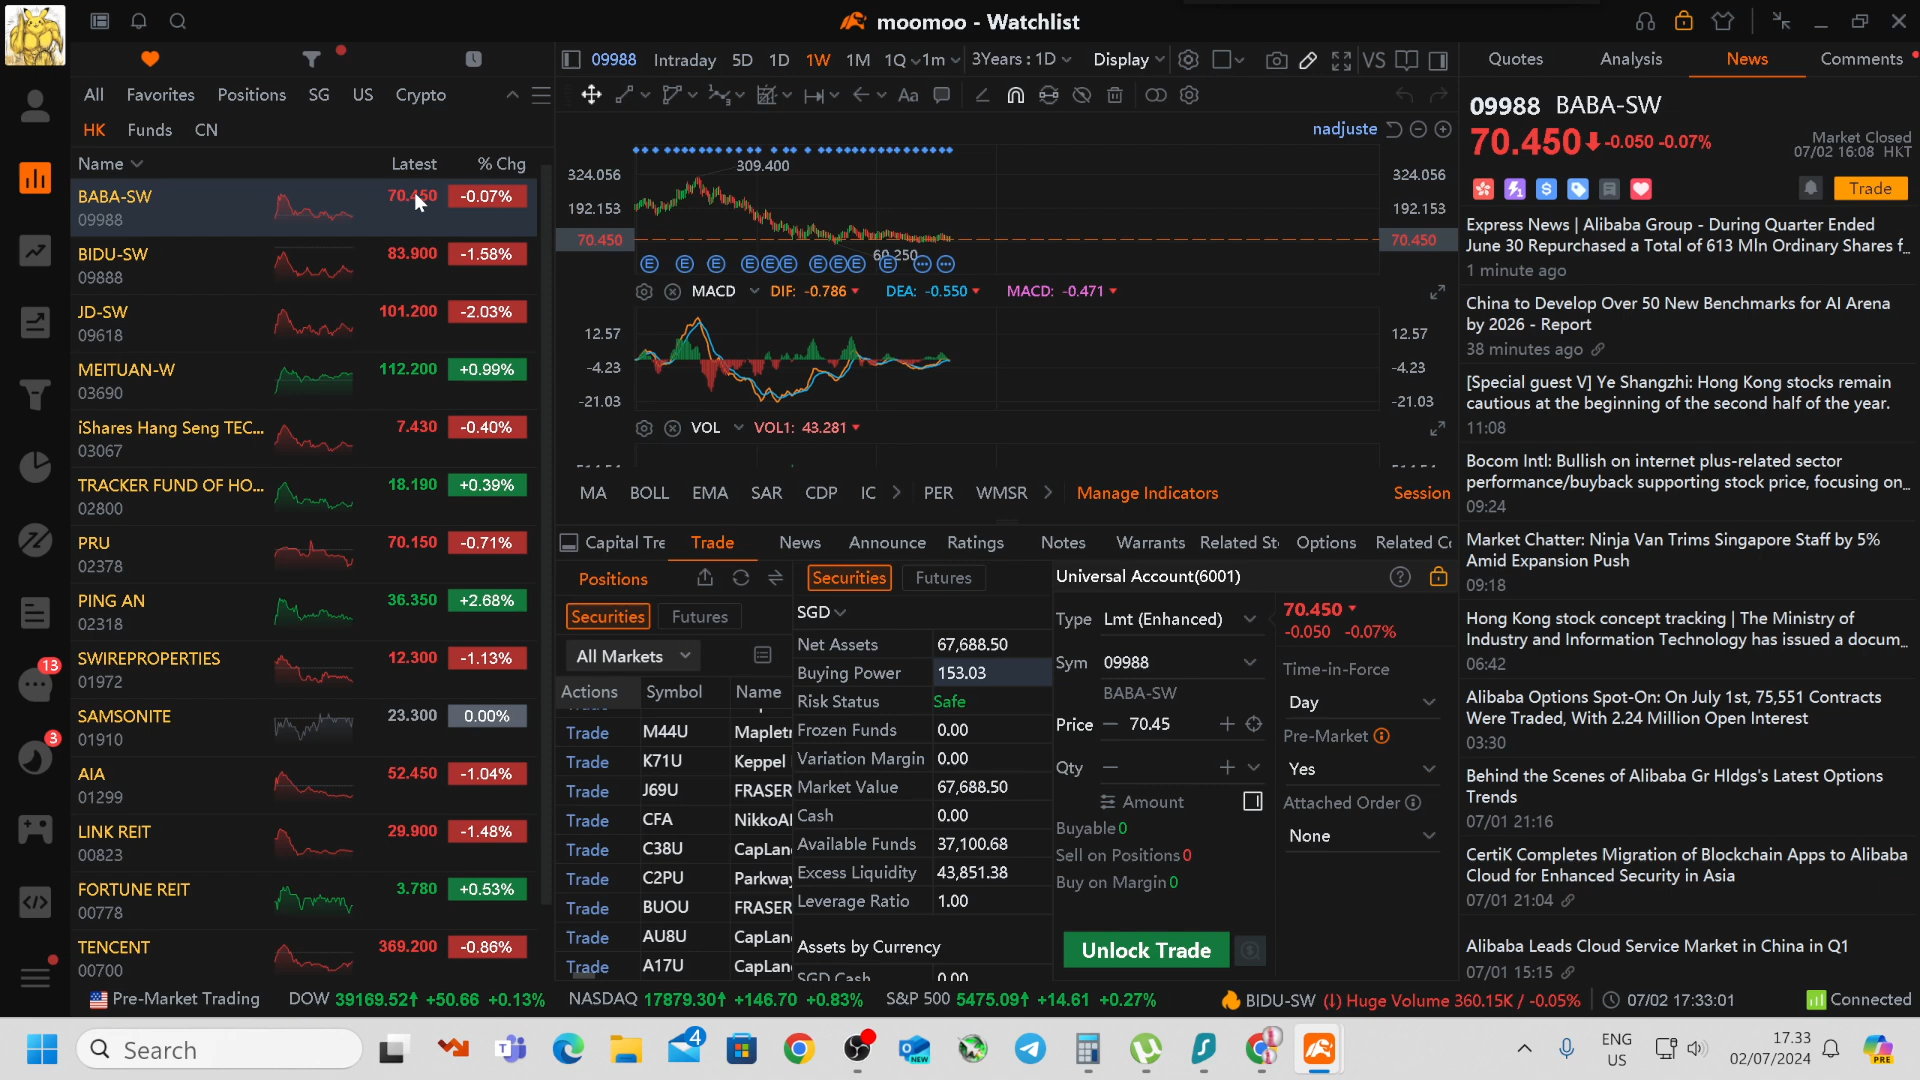 moomoo - Watchlist
09988 Intraday 5D 1D 1W 1M 1Q 1m 3Years : 1D Display VS
Quotes Analysis News Comments
All Favorites Positions SG US Crypto
HK Funds CN
Aa
Name Latest % Chg
BABA-SW 70.450 -0.07%
09988
BIDU-SW 83.900 -1.58%
09888
JD-SW 101.200 -2.03%
09618
MEITUAN-W 112.200 +0.99%
03690
iShares Hang Seng TEC... 7.430 -0.40%
03067
TRACKER FUND OF HO... 18.190 +0.39%
02800
PRU 70.150 -0.71%
02378
PING AN 36.350 +2.68%
02318
SWIREPROPERTIES 12.300 -1.13%
01972
SAMSONITE 23.300 0.00%
01910
AIA 52.450 -1.04%
01299
LINK REIT 29.900 -1.48%
00823
FORTUNE REIT 3.780 +0.53%
00778
TENCENT 369.200 -0.86%
00700
13
3
nadjuste
309.400
324.056 324.056
192.153 192.153
70.450 70.450
60.250
MACD DIF: -0.786 DEA: -0.550 MACD: -0.471
12.57 12.57
-4.23 -4.23
-21.03 -21.03
VOL VOL1: 43.281
MA BOLL EMA SAR CDP IC PER WMSR Manage Indicators Session
Capital Tre Trade News Announce Ratings Notes Warrants Related St Options Related Co
Positions
Securities Futures
All Markets
Actions Symbol Name
Trade M44U Mapletr
Trade K71U Keppel
Trade J69U FRASER
Trade CFA NikkoAI
Trade C38U CapLan
Trade C2PU Parkway
Trade BUOU FRASER
Trade AU8U CapLan
Trade A17U CapLan
Securities Futures
SGD
Net Assets 67,688.50
Buying Power 153.03
Risk Status Safe
Frozen Funds 0.00
Variation Margin 0.00
Market Value 67,688.50
Cash 0.00
Available Funds 37,100.68
Excess Liquidity 43,851.38
Leverage Ratio 1.00
Assets by Currency
SGD Cash 0.00
Universal Account(6001)
Type Lmt (Enhanced)
Sym 09988
BABA-SW
Price 70.45
Qty
Amount
Buyable 0
Sell on Positions 0
Buy on Margin 0
Unlock Trade
70.450
-0.050 -0.07%
Time-in-Force
Day
Pre-Market
Yes
Attached Order
None
09988 BABA-SW
70.450 -0.050 -0.07%
Market Closed
07/02 16:08 HKT
Trade
Express News | Alibaba Group - During Quarter Ended
June 30 Repurchased a Total of 613 Mln Ordinary Shares f...
1 minute ago
China to Develop Over 50 New Benchmarks for AI Arena
by 2026 - Report
38 minutes ago
[Special guest V] Ye Shangzhi: Hong Kong stocks remain
cautious at the beginning of the second half of the year.
11:08
Bocom Intl: Bullish on internet plus-related sector
performance/buyback supporting stock price, focusing on...
09:24
Market Chatter: Ninja Van Trims Singapore Staff by 5%
Amid Expansion Push
09:18
Hong Kong stock concept tracking | The Ministry of
Industry and Information Technology has issued a docum...
06:42
Alibaba Options Spot-On: On July 1st, 75,551 Contracts
Were Traded, With 2.24 Million Open Interest
03:30
Behind the Scenes of Alibaba Gr Hldgs's Latest Options
Trends
07/01 21:16
CertiK Completes Migration of Blockchain Apps to Alibaba
Cloud for Enhanced Security in Asia
07/01 21:04
Alibaba Leads Cloud Service Market in China in Q1
07/01 15:15
Pre-Market Trading DOW 39169.52 +50.66 +0.13% NASDAQ 17879.30 +146.70 +0.83% S&P 500 5475.09 +14.61 +0.27% BIDU-SW (↓) Huge Volume 360.15K / -0.05% 07/02 17:33:01 Connected
Search 4 NEW ENG 17.33
US 02/07/2024 PRE